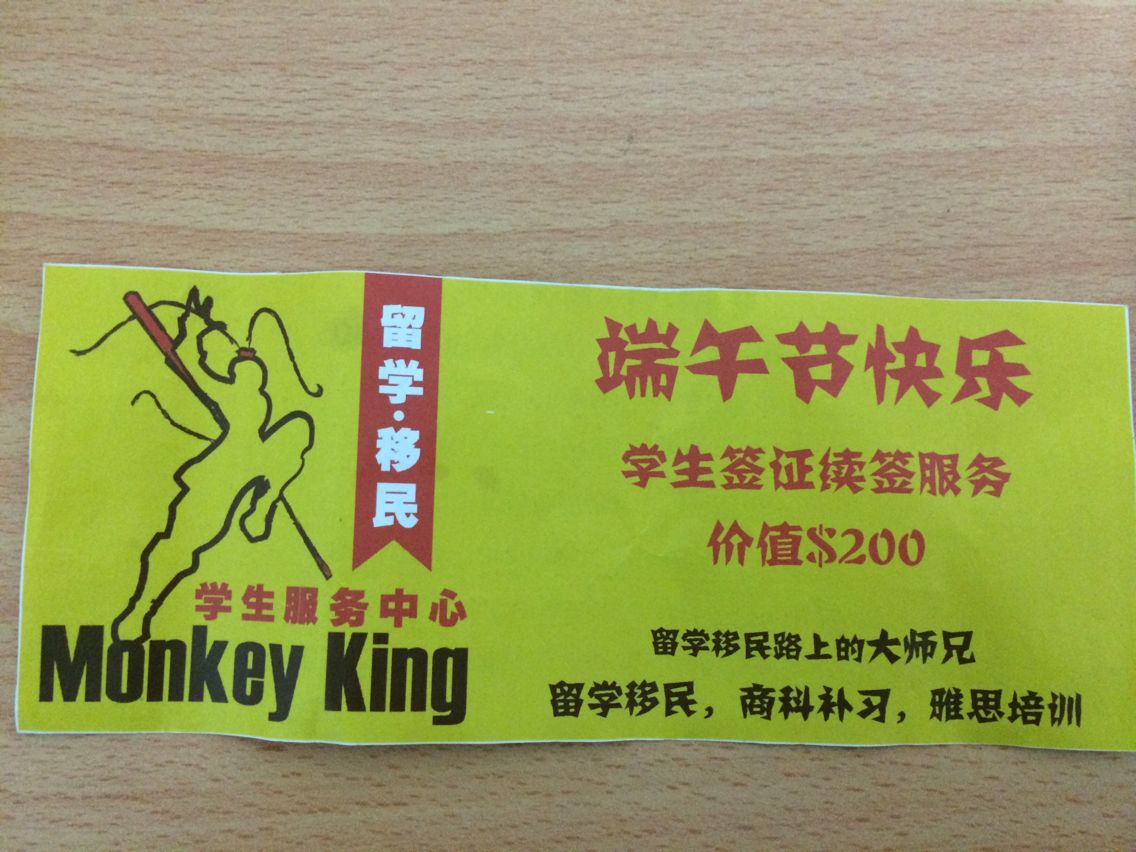 留学·移民
学生服务中心
Monkey King
端午节快乐
学生签证续签服务
价值$200
留学移民路上的大师兄
留学移民，商科补习，雅思培训